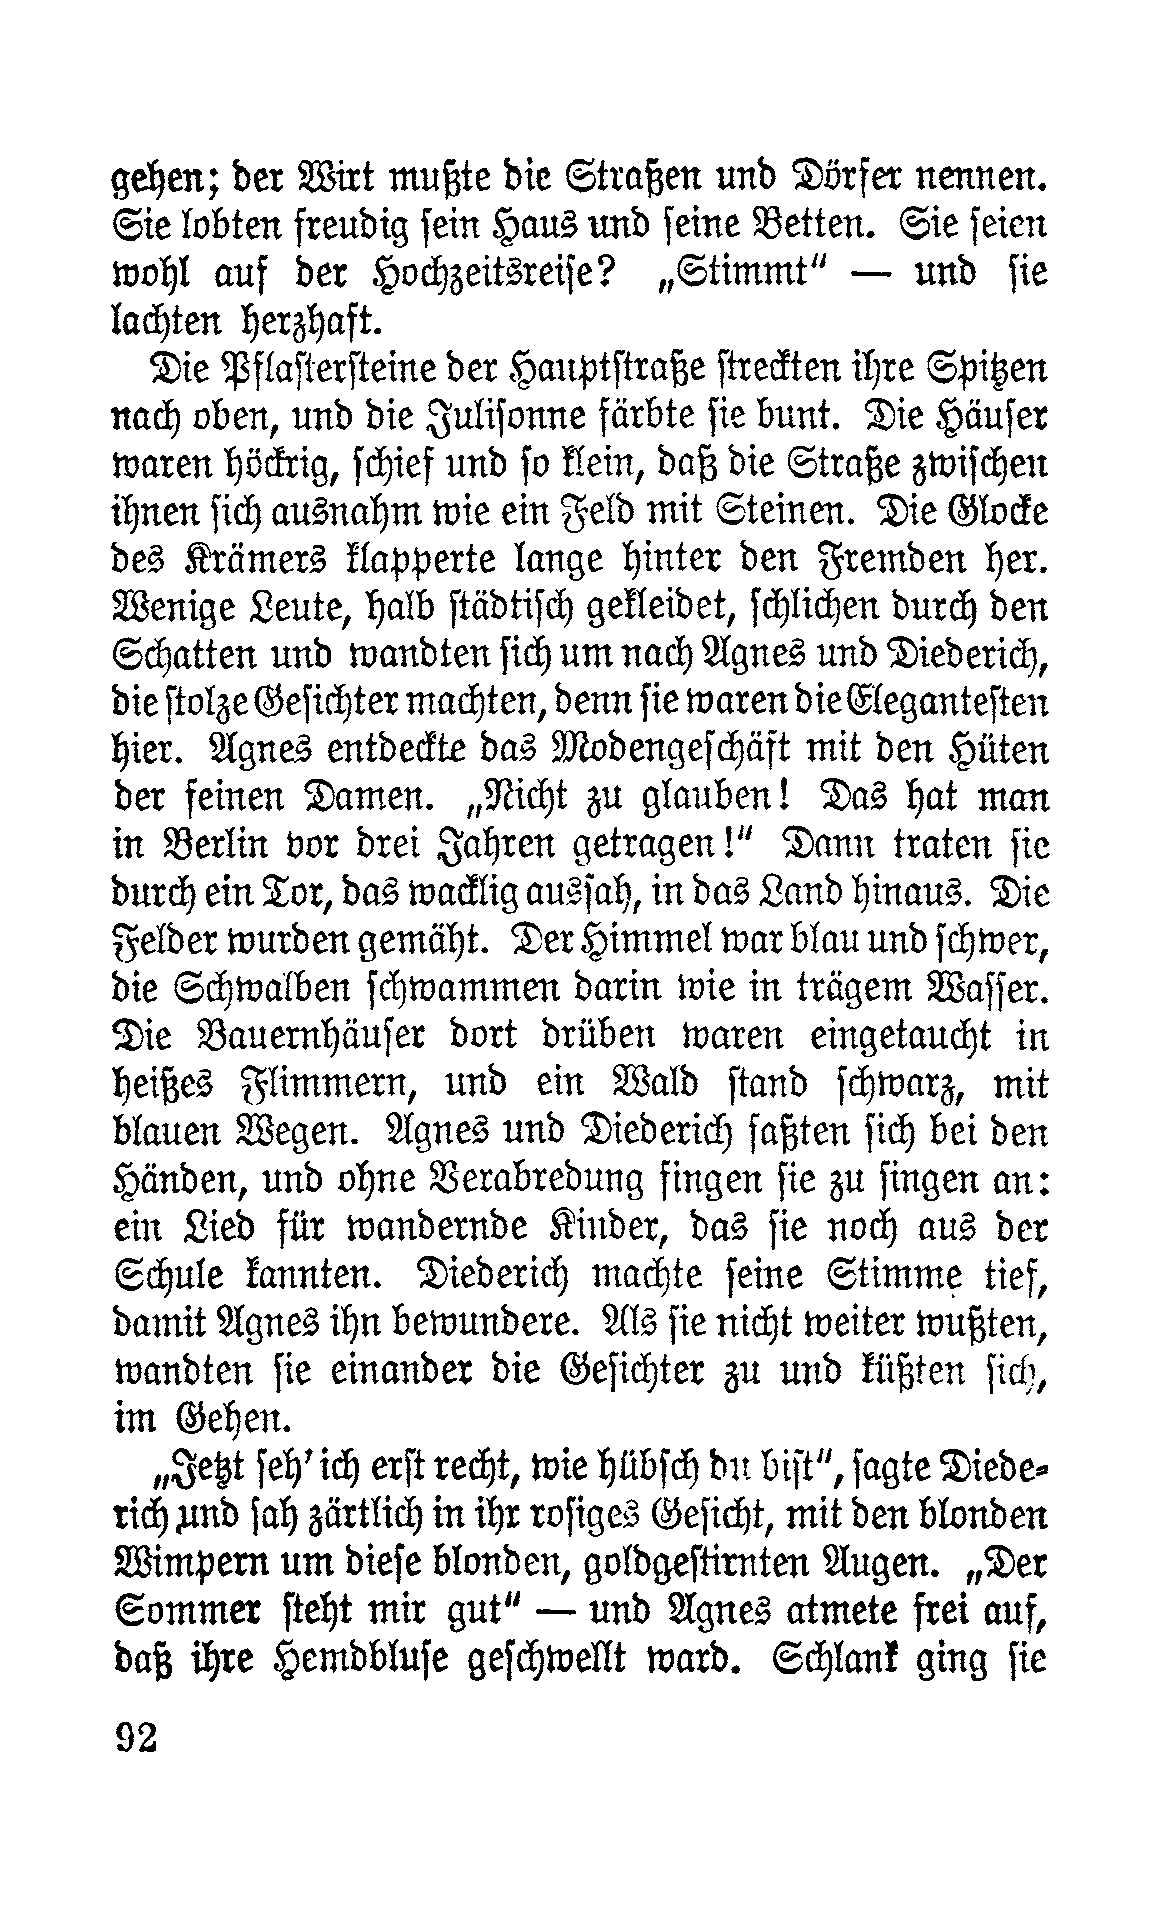 gehen; der Wirt mußte die Straßen und Dörfer nennen.
Sie lobten freudig sein Haus und seine Betten. Sie seien
wohl auf der Hochzeitsreise? „Stimmt“ — und sie
lachten herzhaft.
Die Pflastersteine der Hauptstraße streckten ihre Spitzen
nach oben, und die Julisonne färbte sie bunt. Die Häuser
waren höckrig, schief und so klein, daß die Straße zwischen
ihnen sich ausnahm wie ein Feld mit Steinen. Die Glocke
des Krämers klapperte lange hinter den Fremden her.
Wenige Leute, halb städtisch gekleidet, schlichen durch den
Schatten und wandten sich um nach Agnes und Diederich,
die stolze Gesichter machten, denn sie waren die Elegantesten
hier. Agnes entdeckte das Modengeschäft mit den Hüten
der feinen Damen. „Nicht zu glauben! Das hat man
in Berlin vor drei Jahren getragen!“ Dann traten sie
durch ein Tor, das wacklig aussah, in das Land hinaus. Die
Felder wurden gemäht. Der Himmel war blau und schwer,
die Schwalben schwammen darin wie in trägem Wasser.
Die Bauernhäuser dort drüben waren eingetaucht in
heißes Flimmern, und ein Wald stand schwarz, mit
blauen Wegen. Agnes und Diederich faßten sich bei den
Händen, und ohne Verabredung fingen sie zu singen an:
ein Lied für wandernde Kinder, das sie noch aus der
Schule kannten. Diederich machte seine Stimme tief,
damit Agnes ihn bewundere. Als sie nicht weiter wußten,
wandten sie einander die Gesichter zu und küßten sich,
im Gehen.
„Jetzt seh’ ich erst recht, wie hübsch du bist“, sagte Diede-
rich und sah zärtlich in ihr rosiges Gesicht, mit den blonden
Wimpern um diese blonden, goldgestirnten Augen. „Der
Sommer steht mir gut“ — und Agnes atmete frei auf,
daß ihre Hemdbluse geschwellt ward. Schlank ging sie
92